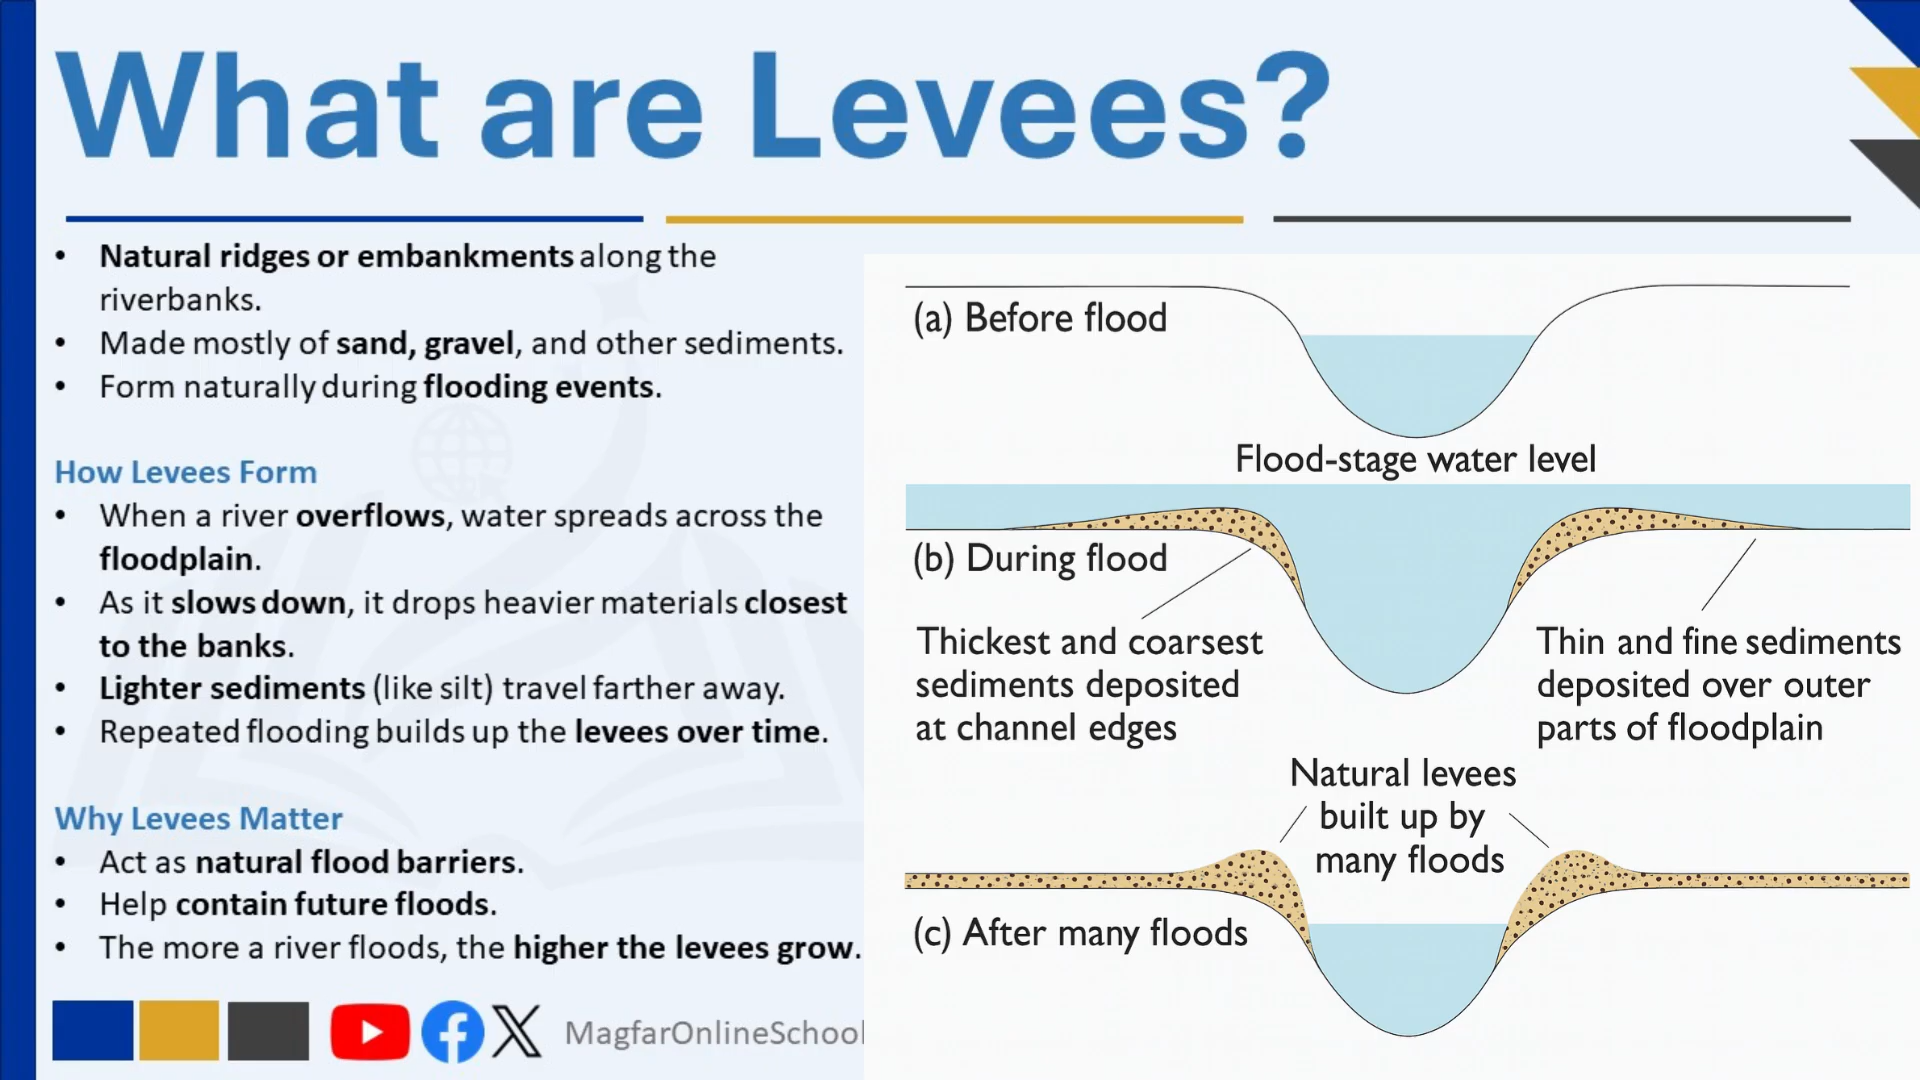 What are Levees?
• Natural ridges or embankments along the
riverbanks.
• Made mostly of sand, gravel, and other sediments.
• Form naturally during flooding events.
How Levees Form
• When a river overflows, water spreads across the
floodplain.
• As it slows down, it drops heavier materials closest
to the banks.
• Lighter sediments (like silt) travel farther away.
• Repeated flooding builds up the levees over time.
Why Levees Matter
• Act as natural flood barriers.
• Help contain future floods.
• The more a river floods, the higher the levees grow.
MagfarOnlineSchool
(a) Before flood
Flood-stage water level
(b) During flood
Thickest and coarsest
sediments deposited
at channel edges
Thin and fine sediments
deposited over outer
parts of floodplain
Natural levees
built up by
many floods
(c) After many floods